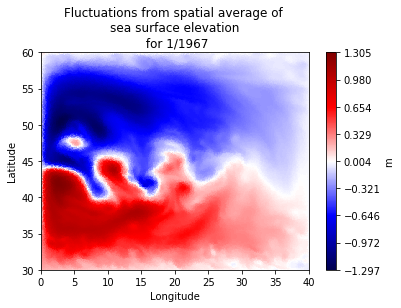 Fluctuations from spatial average of
sea surface elevation
for 1/1967
60
55
50
45
40
35
30
Latitude
0 5 10 15 20 25 30 35 40
Longitude
1.305
0.980
0.654
0.329
0.004
−0.321
−0.646
−0.972
−1.297
m